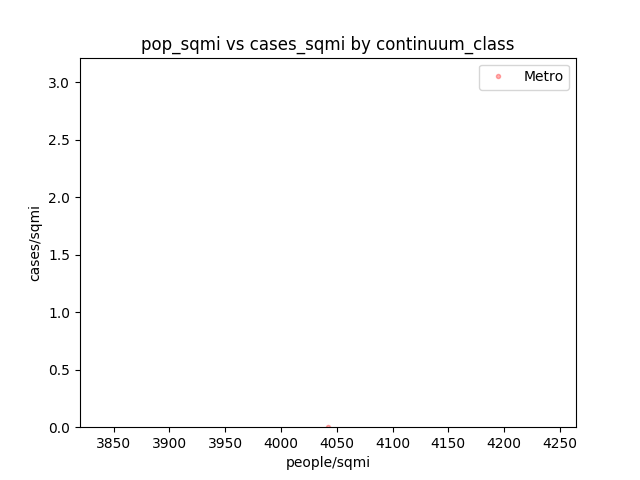 pop_sqmi vs cases_sqmi by continuum_class
Metro
3.0
2.5
2.0
1.5
1.0
0.5
0.0
cases/sqmi
3850 3900 3950 4000 4050 4100 4150 4200 4250
people/sqmi